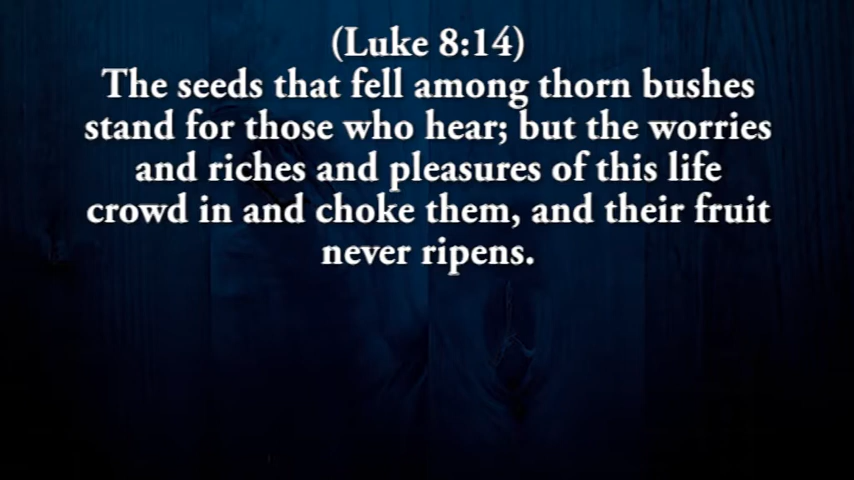 (Luke 8:14)
The seeds that fell among thorn bushes
stand for those who hear; but the worries
and riches and pleasures of this life
crowd in and choke them, and their fruit
never ripens.